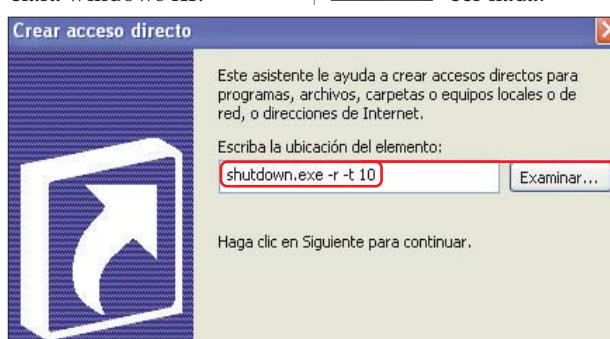 Crear acceso directo
Este asistente le ayuda a crear accesos directos para
programas, archivos, carpetas o equipos locales o de
red, o direcciones de Internet.
Escriba la ubicación del elemento:
shutdown.exe -r -t 10
Examinar...
Haga clic en Siguiente para continuar.